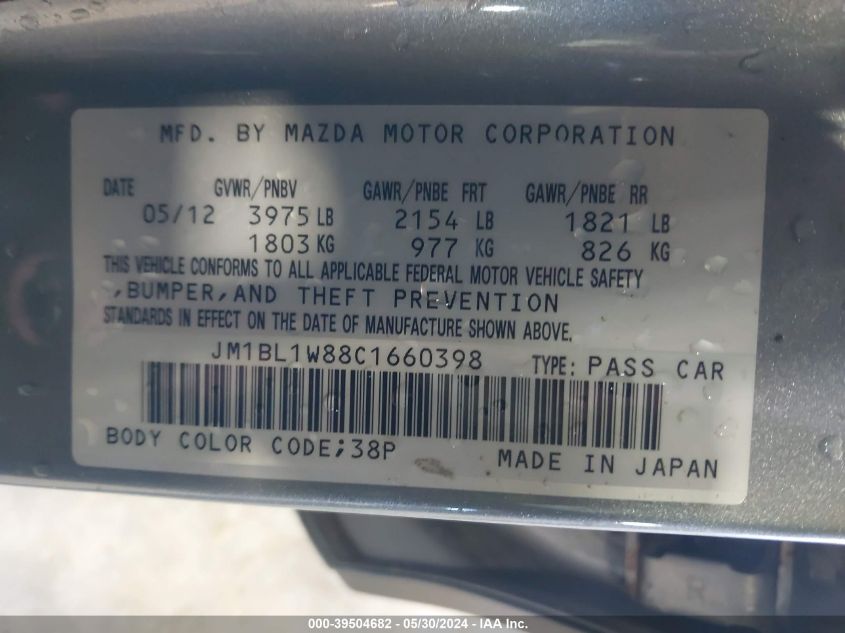 MFD. BY MAZDA MOTOR CORPORATION
DATE GVWR/PNBV GAWR/PNBE FRT GAWR/PNBE RR
05/12 3975 LB 2154 LB 1821 LB
1803 KG 977 KG 826 KG
THIS VEHICLE CONFORMS TO ALL APPLICABLE FEDERAL MOTOR VEHICLE SAFETY
,BUMPER,AND THEFT PREVENTION
STANDARDS IN EFFECT ON THE DATE OF MANUFACTURE SHOWN ABOVE.
JM1BL1W88C1660398 TYPE: PASS CAR
BODY COLOR CODE;38P MADE IN JAPAN
000-39504682 - 05/30/2024 - IAA Inc.